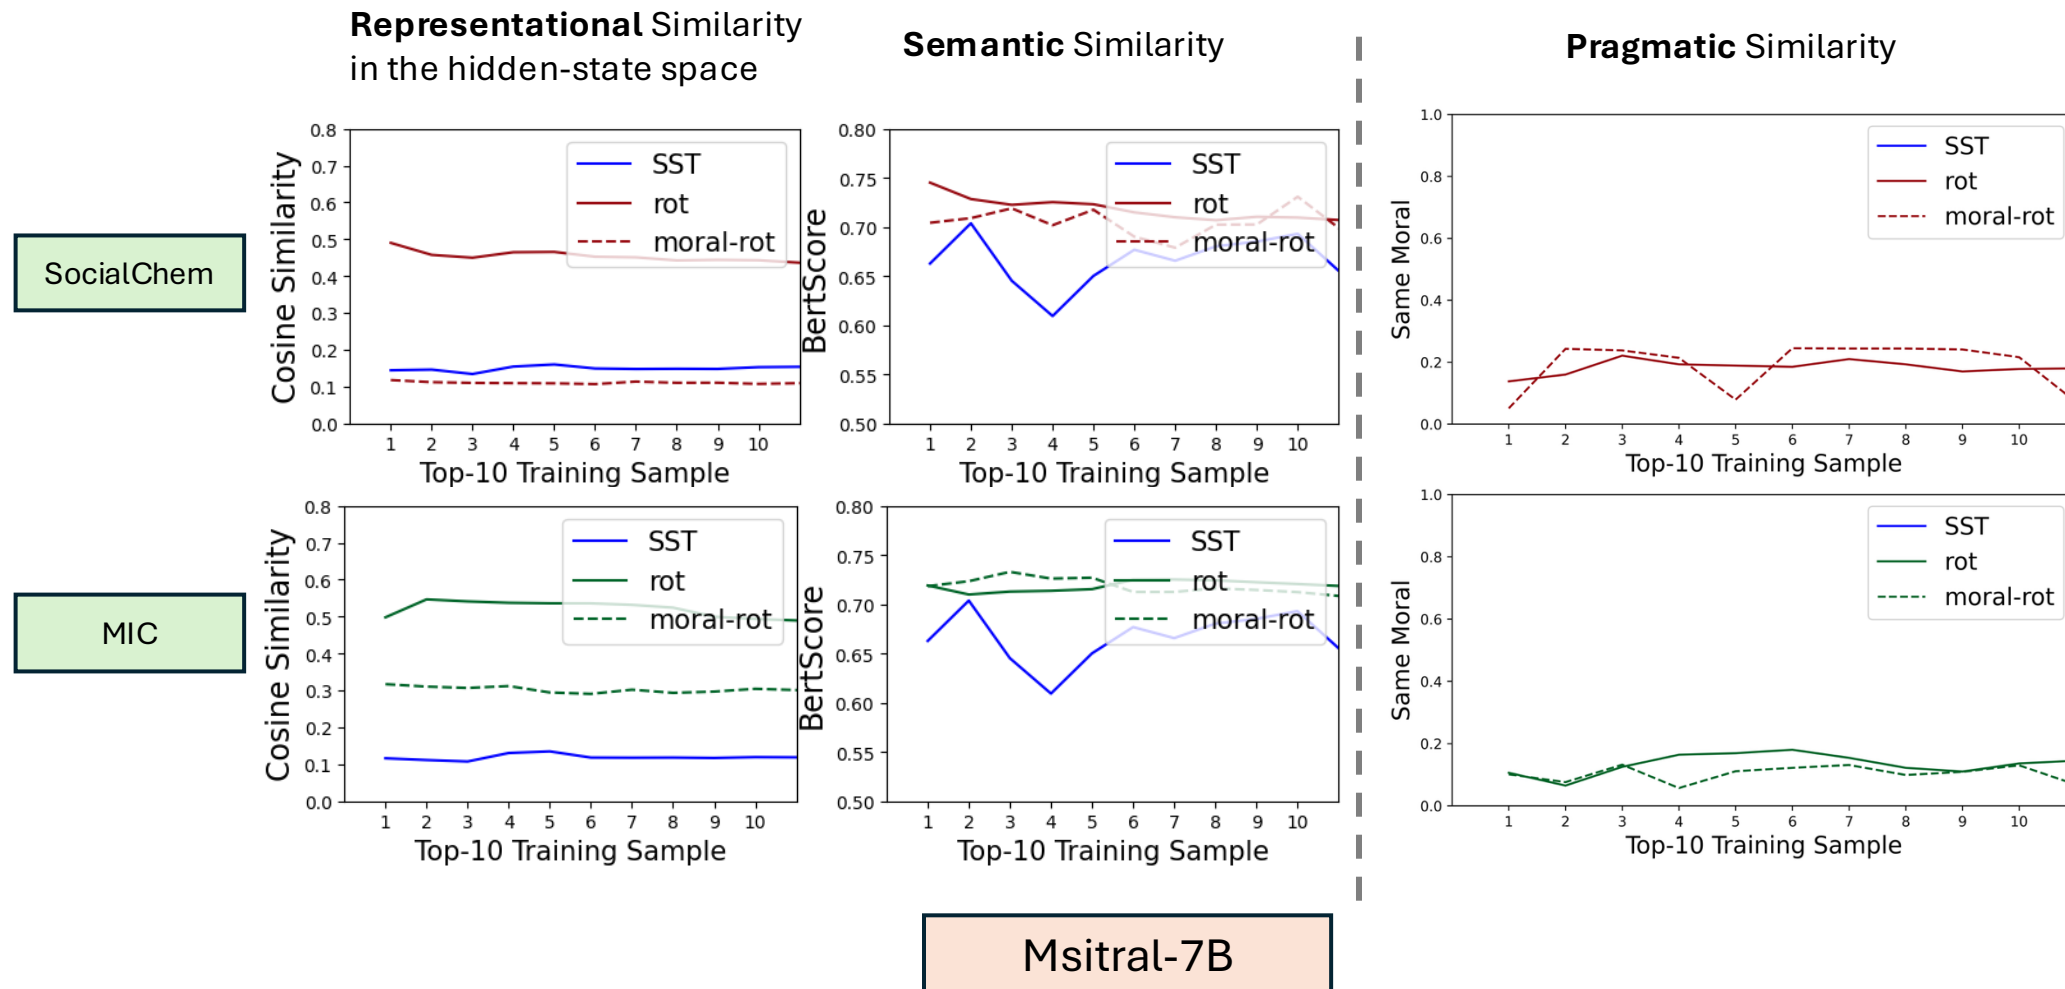 Representational Similarity
in the hidden-state space
Semantic Similarity
Pragmatic Similarity
SocialChem
Cosine Similarity
0.8
0.7
0.6
0.5
0.4
0.3
0.2
0.1
0.0
SST
rot
moral-rot
1 2 3 4 5 6 7 8 9 10
Top-10 Training Sample
BertScore
0.80
0.75
0.70
0.65
0.60
0.55
0.50
SST
rot
moral-rot
1 2 3 4 5 6 7 8 9 10
Top-10 Training Sample
Same Moral
1.0
0.8
0.6
0.4
0.2
0.0
SST
rot
moral-rot
1 2 3 4 5 6 7 8 9 10
Top-10 Training Sample
MIC
Cosine Similarity
0.8
0.7
0.6
0.5
0.4
0.3
0.2
0.1
0.0
SST
rot
moral-rot
1 2 3 4 5 6 7 8 9 10
Top-10 Training Sample
BertScore
0.80
0.75
0.70
0.65
0.60
0.55
0.50
SST
rot
moral-rot
1 2 3 4 5 6 7 8 9 10
Top-10 Training Sample
Same Moral
1.0
0.8
0.6
0.4
0.2
0.0
SST
rot
moral-rot
1 2 3 4 5 6 7 8 9 10
Top-10 Training Sample
Msitral-7B